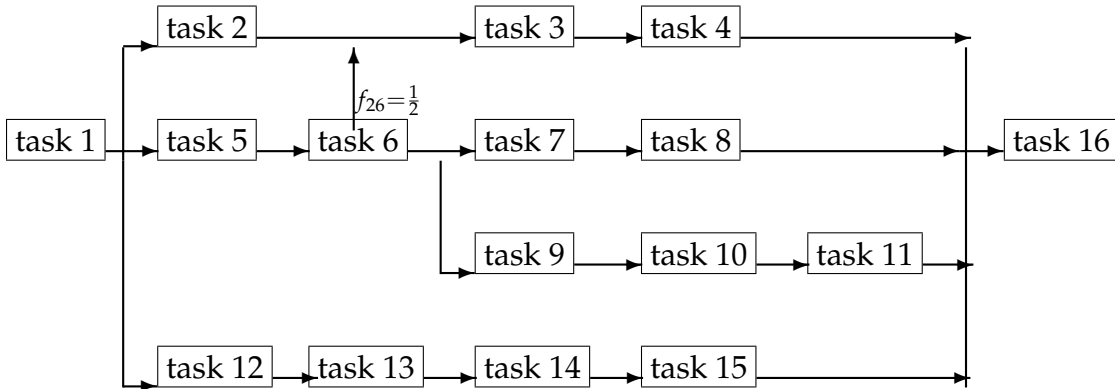 task 2 task 3 task 4
f₂₆=½
task 1 task 5 task 6 task 7 task 8 task 16
task 9 task 10 task 11
task 12 task 13 task 14 task 15